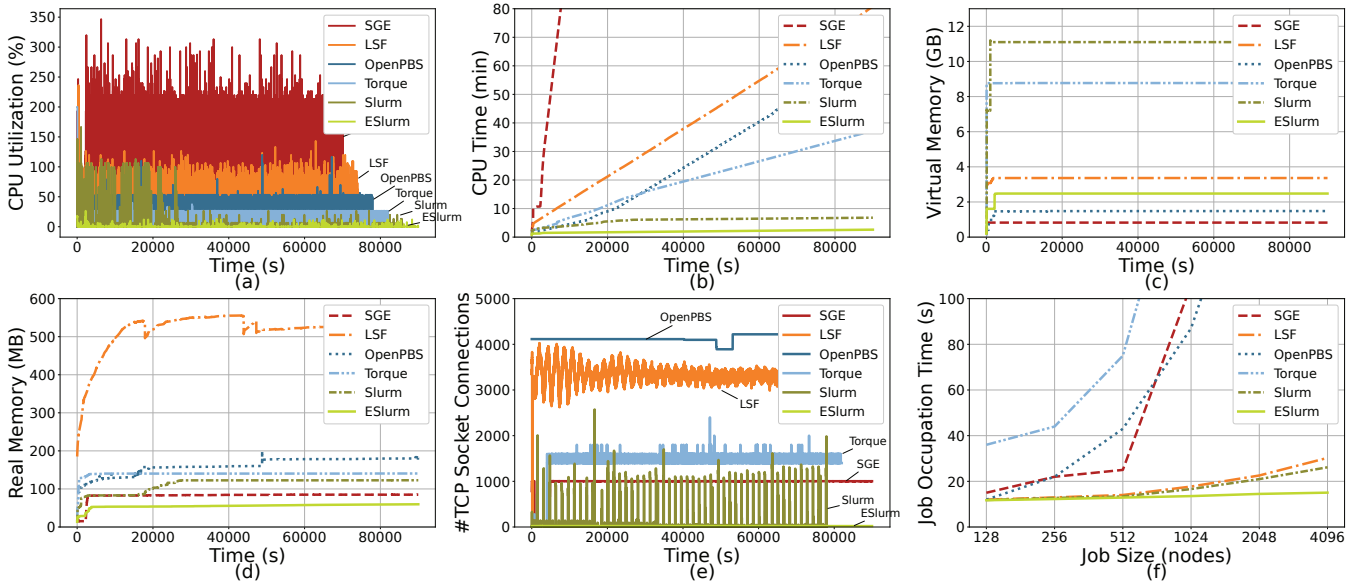 CPU Utilization (%)
350
300
250
200
150
100
50
0
0
20000
40000
60000
80000
Time (s)
(a)
SGE
LSF
OpenPBS
Torque
Slurm
ESlurm
LSF
OpenPBS
Torque
Slurm
ESlurm
CPU Time (min)
80
70
60
50
40
30
20
10
0
0
20000
40000
60000
80000
Time (s)
(b)
SGE
LSF
OpenPBS
Torque
Slurm
ESlurm
Virtual Memory (GB)
12
10
8
6
4
2
0
0
20000
40000
60000
80000
Time (s)
(c)
SGE
LSF
OpenPBS
Torque
Slurm
ESlurm
Real Memory (MB)
600
500
400
300
200
100
0
0
20000
40000
60000
80000
Time (s)
(d)
SGE
LSF
OpenPBS
Torque
Slurm
ESlurm
#TCP Socket Connections
5000
4000
3000
2000
1000
0
0
20000
40000
60000
80000
Time (s)
(e)
SGE
LSF
OpenPBS
Torque
Slurm
ESlurm
OpenPBS
LSF
Torque
SGE
Slurm
ESlurm
Job Occupation Time (s)
100
80
60
40
20
0
128
256
512
1024
2048
4096
Job Size (nodes)
(f)
SGE
LSF
OpenPBS
Torque
Slurm
ESlurm